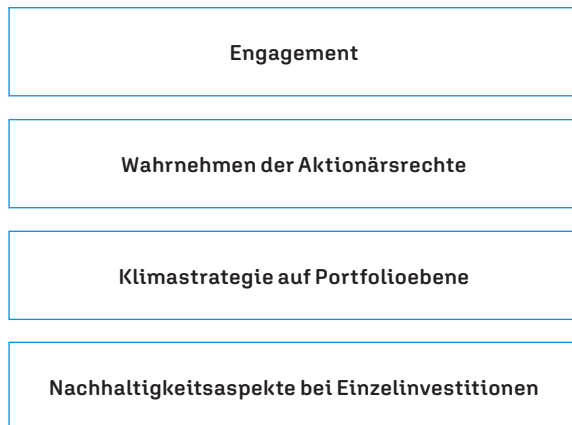 Engagement
Wahrnehmen der Aktionärsrechte
Klimastrategie auf Portfolioebene
Nachhaltigkeitsaspekte bei Einzelinvestitionen